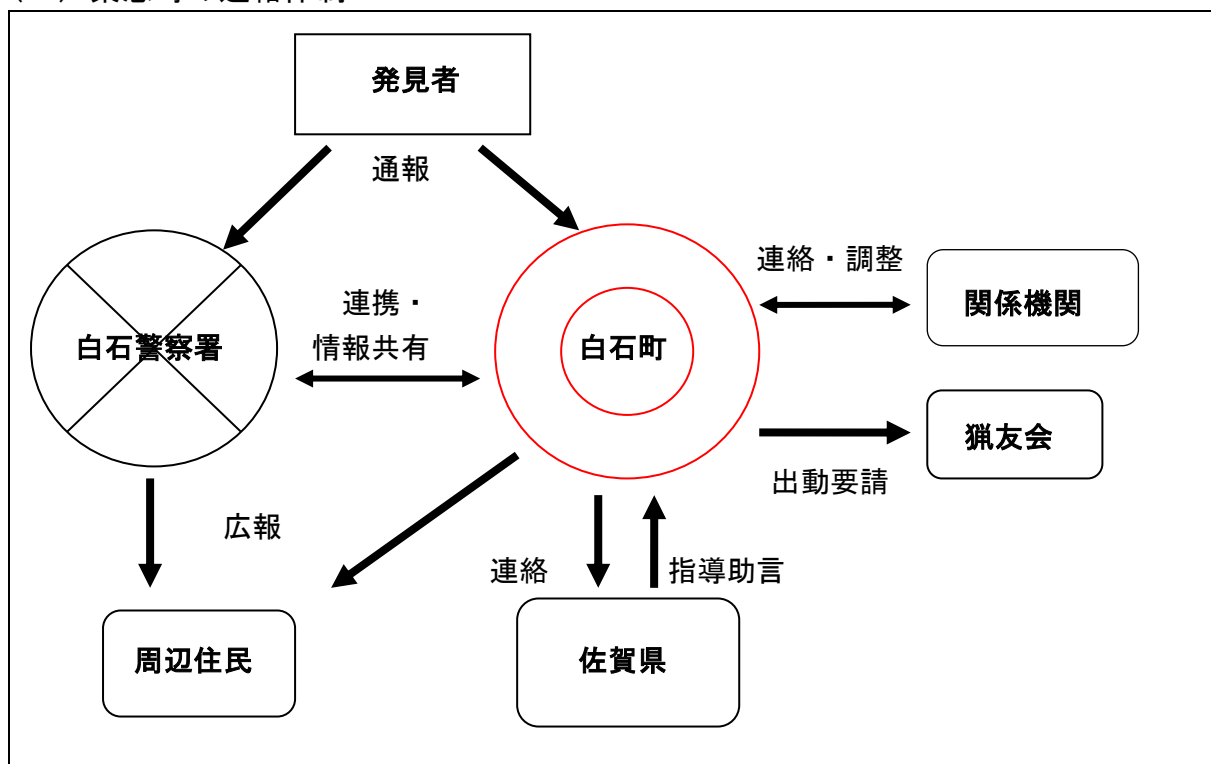 発見者
通報
連絡・調整
関係機関
連携・
情報共有
白石警察署
白石町
猟友会
出動要請
広報
連絡
指導助言
周辺住民
佐賀県